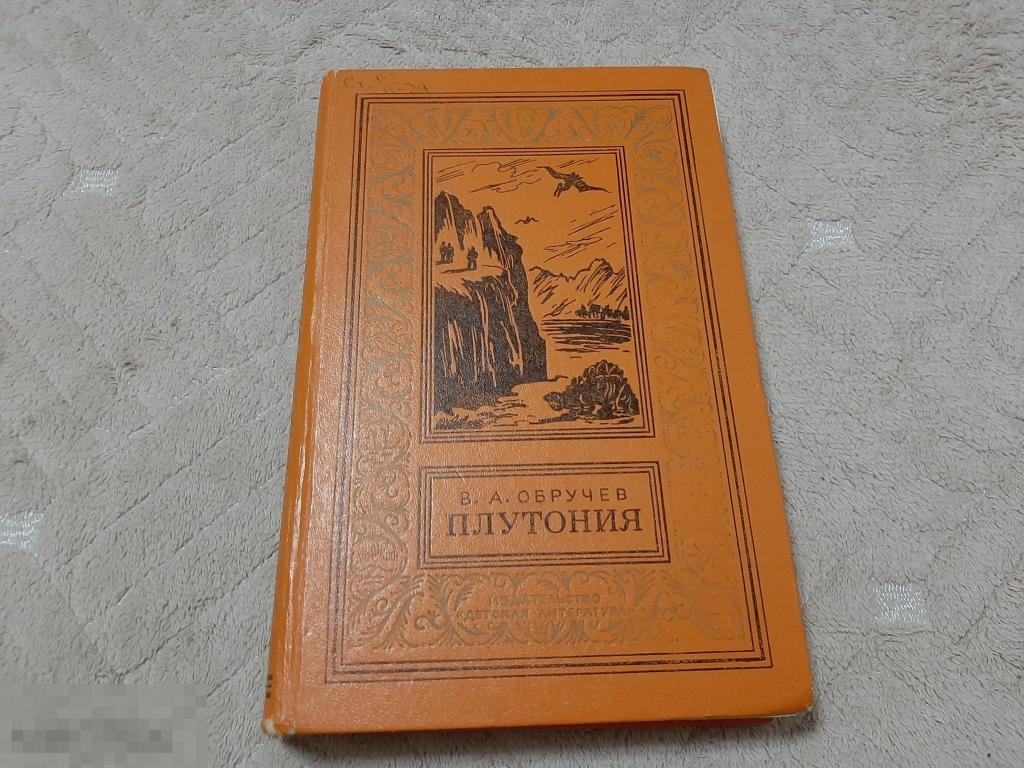 В. А. ОБРУЧЕВ
ПЛУТОНИЯ
ИЗДАТЕЛЬСТВО
ДЕТСКАЯ ЛИТЕРАТУРА